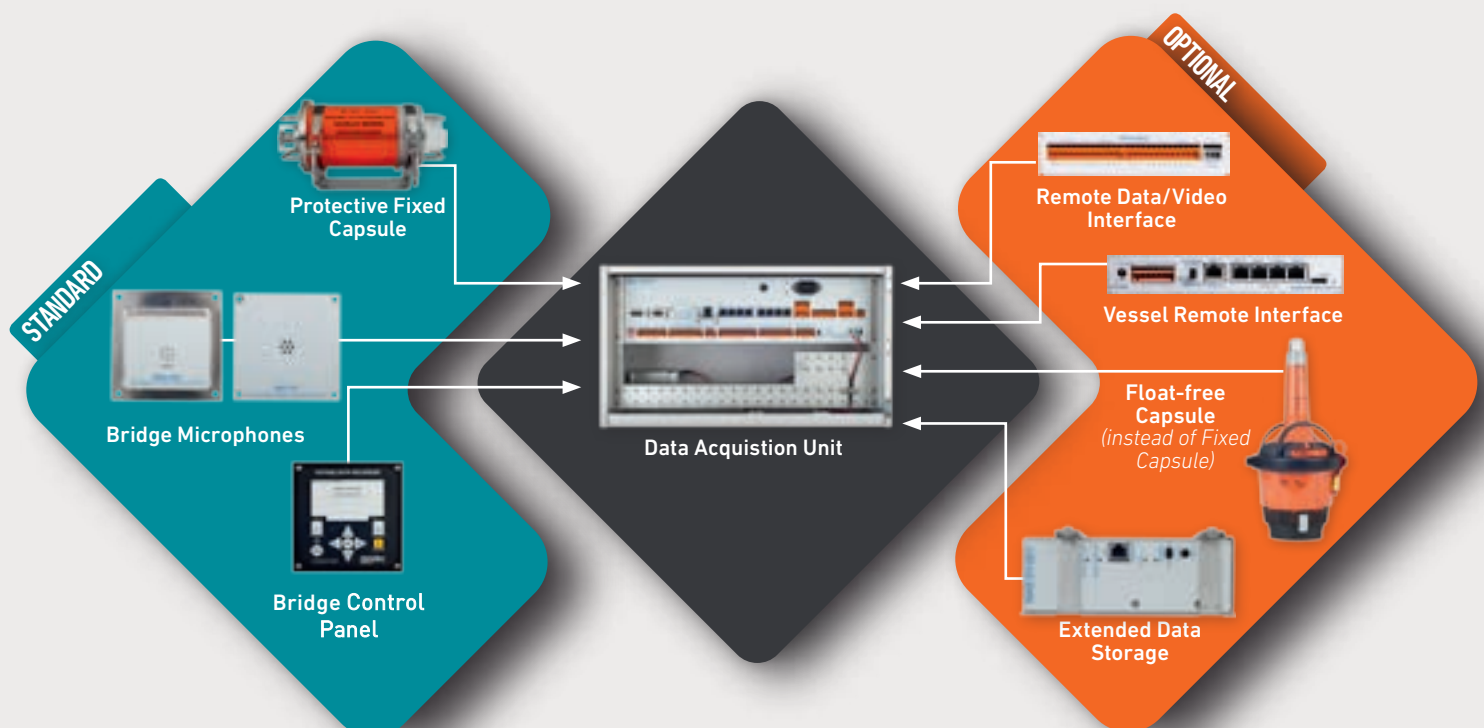 STANDARD
Protective Fixed
Capsule
Bridge Microphones
Bridge Control
Panel
Data Acquistion Unit
OPTIONAL
Remote Data/Video
Interface
Vessel Remote Interface
Float-free
Capsule
(instead of Fixed
Capsule)
Extended Data
Storage